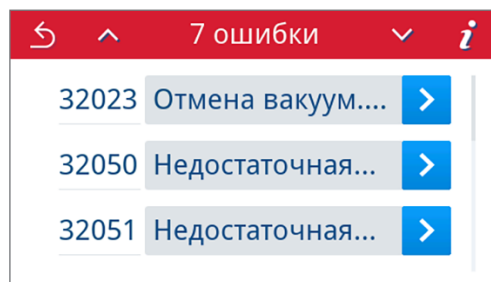 7 ошибки i
32023 Отмена вакуум....
32050 Недостаточная...
32051 Недостаточная...